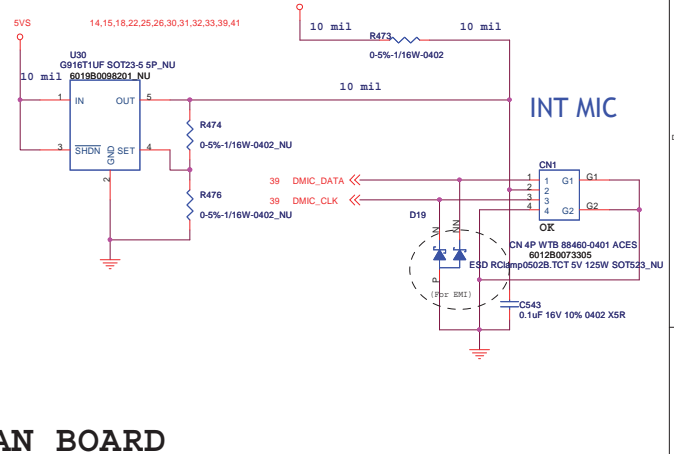 5VS
14,15,18,22,25,26,30,31,32,33,39,41
10 mil
R473
10 mil
0-5%-1/16W-0402
U30
G916T1UF SOT23-5 5P_NU
6019B0098201_NU
10 mil
1
IN
OUT
5
10 mil
INT MIC
R474
0-5%-1/16W-0402_NU
3
SHDN
SET
4
GND
2
CN1
39 DMIC_DATA
1
1
G1
G1
2
2
R476
0-5%-1/16W-0402_NU
39 DMIC_CLK
3
3
4
4
G2
G2
D19
N
NN
OK
CN 4P WTB 88460-0401 ACES
6012B0073305
ESD RClamp0502B.TCT 5V 125W SOT523_NU
P
(For EMI)
C543
0.1uF 16V 10% 0402 X5R
AN BOARD